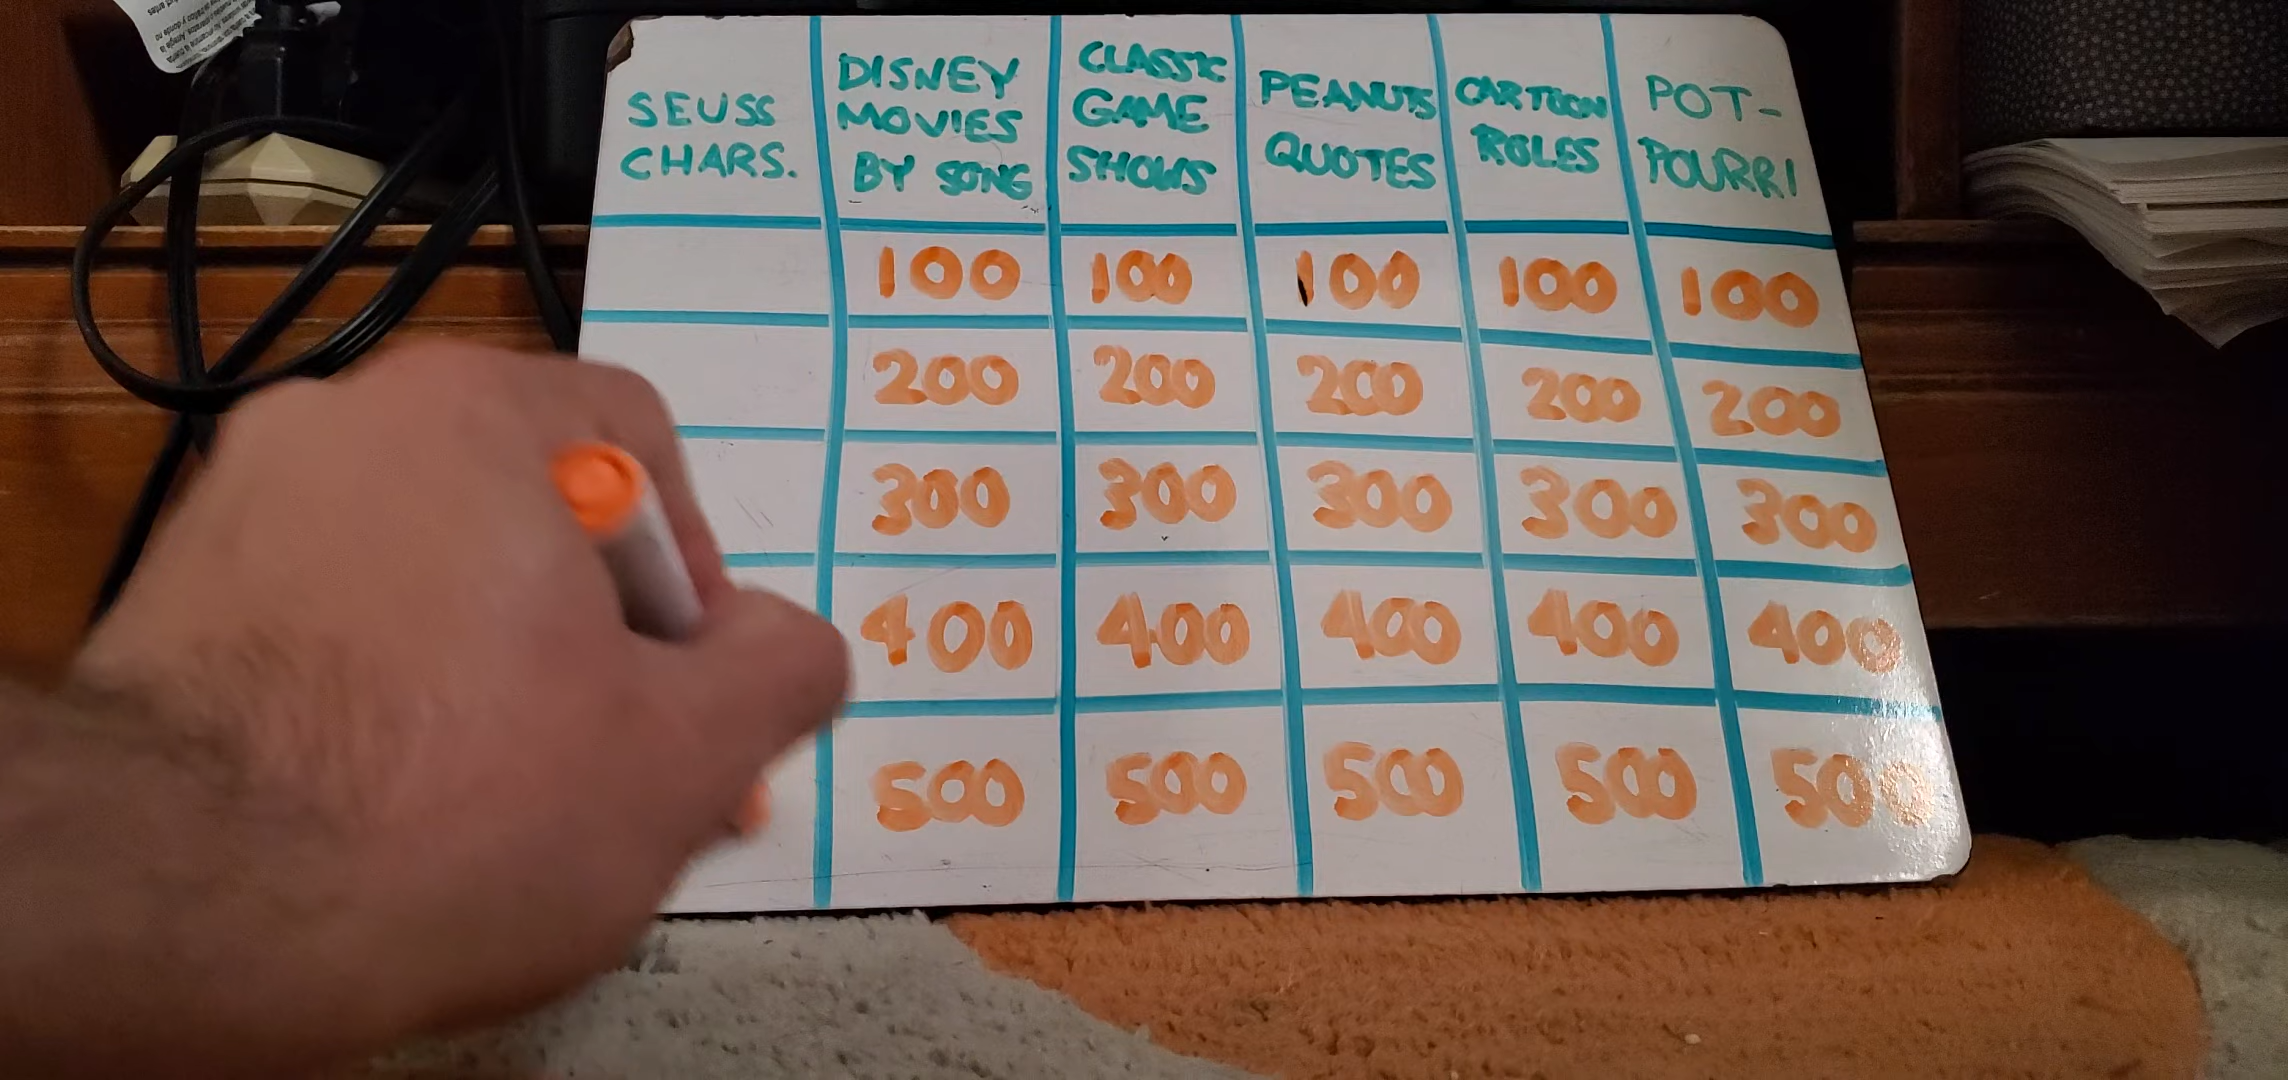 SEUSS CHARS.
DISNEY MOVIES BY SONG
CLASSIC GAME SHOWS
PEANUTS QUOTES
CARTOON ROLES
POT-POURRI
100 100 100 100 100
200 200 200 200 200
300 300 300 300 300
400 400 400 400 400
500 500 500 500 500